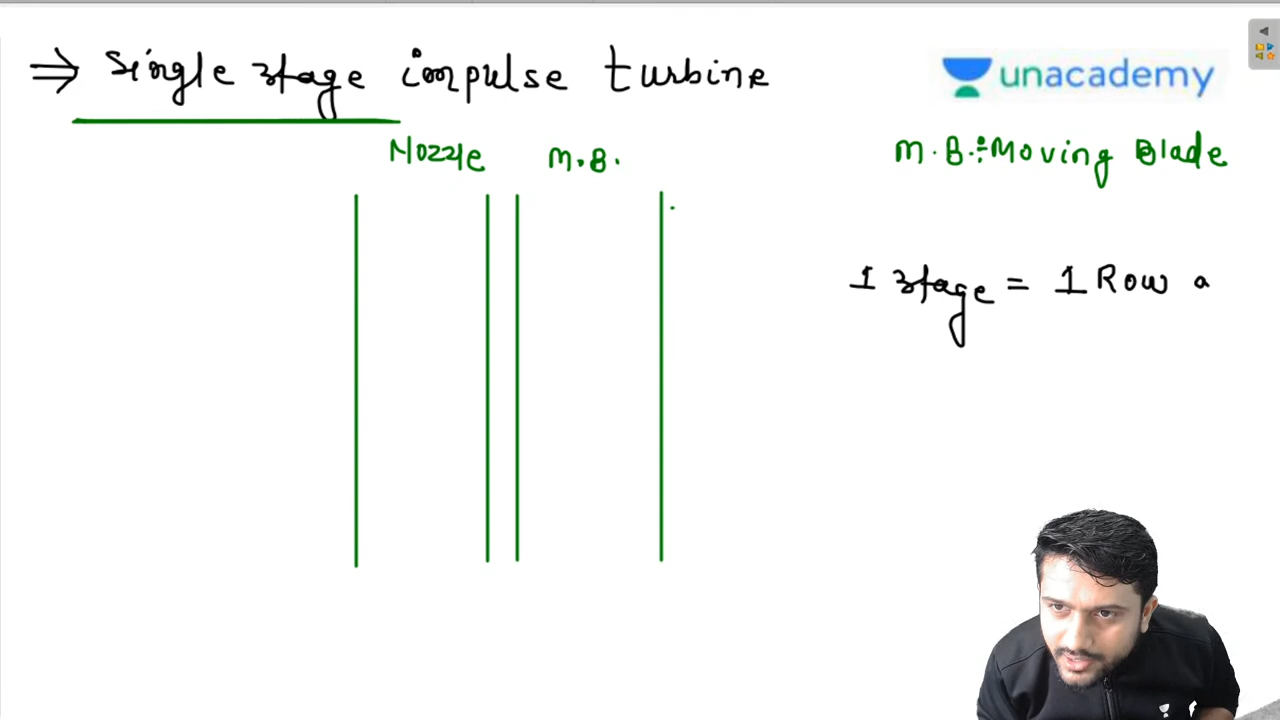 ⇒ Single stage impulse turbine
unacademy
Nozzle M.B.
M.B.:- Moving Blade
1 stage = 1 Row o